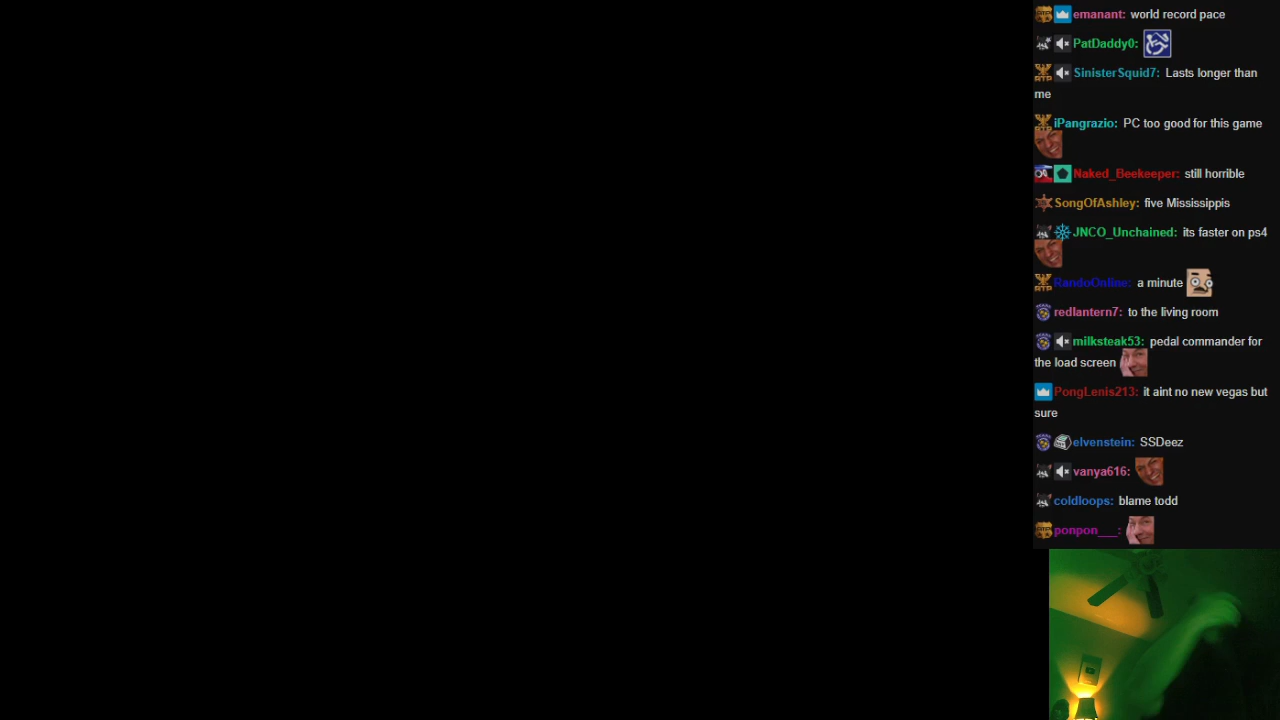 emanant: world record pace
PatDaddy0:
SinisterSquid7: Lasts longer than
me
iPangrazio: PC too good for this game
Naked_Beekeeper: still horrible
SongOfAshley: five Mississippis
JNCO_Unchained: its faster on ps4
RandoOnline: a minute
redlantern7: to the living room
milksteak53: pedal commander for
the load screen
PongLenis213: it aint no new vegas but
sure
elvenstein: SSDeez
vanya616:
coldloops: blame todd
ponpon___: